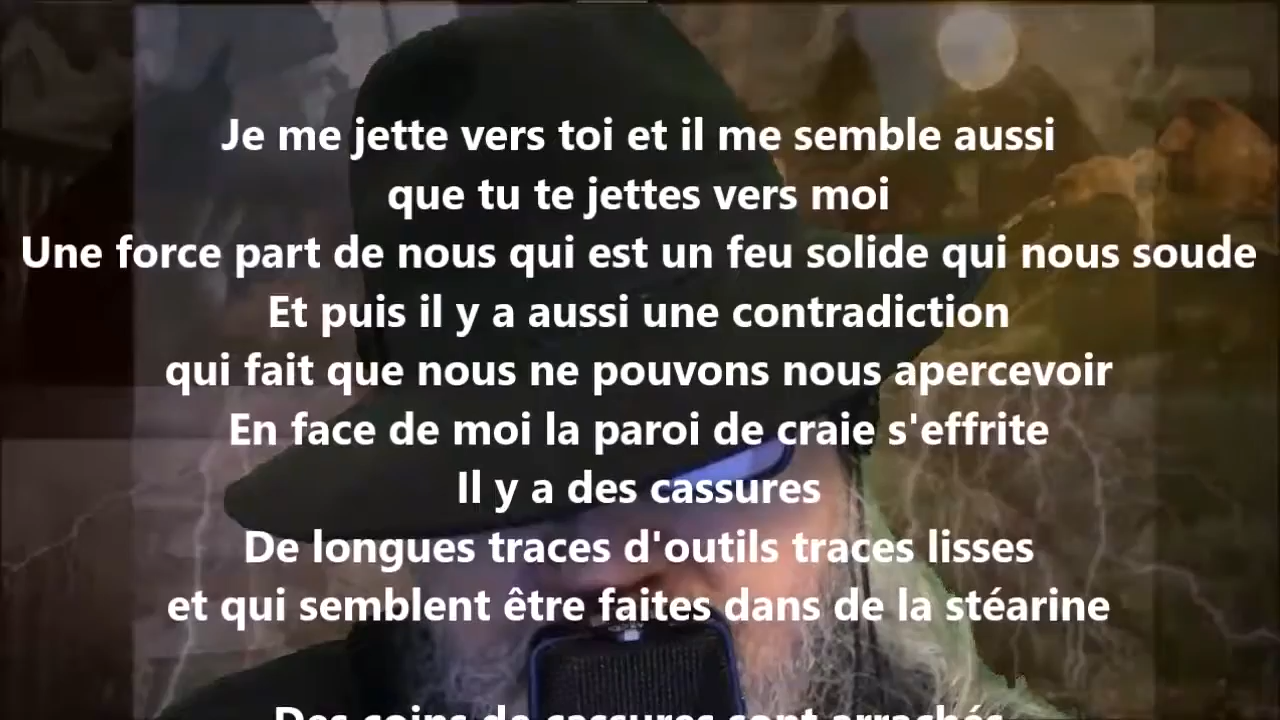 Je me jette vers toi et il me semble aussi
que tu te jettes vers moi
Une force part de nous qui est un feu solide qui nous soude
Et puis il y a aussi une contradiction
qui fait que nous ne pouvons nous apercevoir
En face de moi la paroi de craie s'effrite
Il y a des cassures
De longues traces d'outils traces lisses
et qui semblent être faites dans de la stéarine
Des coins de cassures sont arrachés